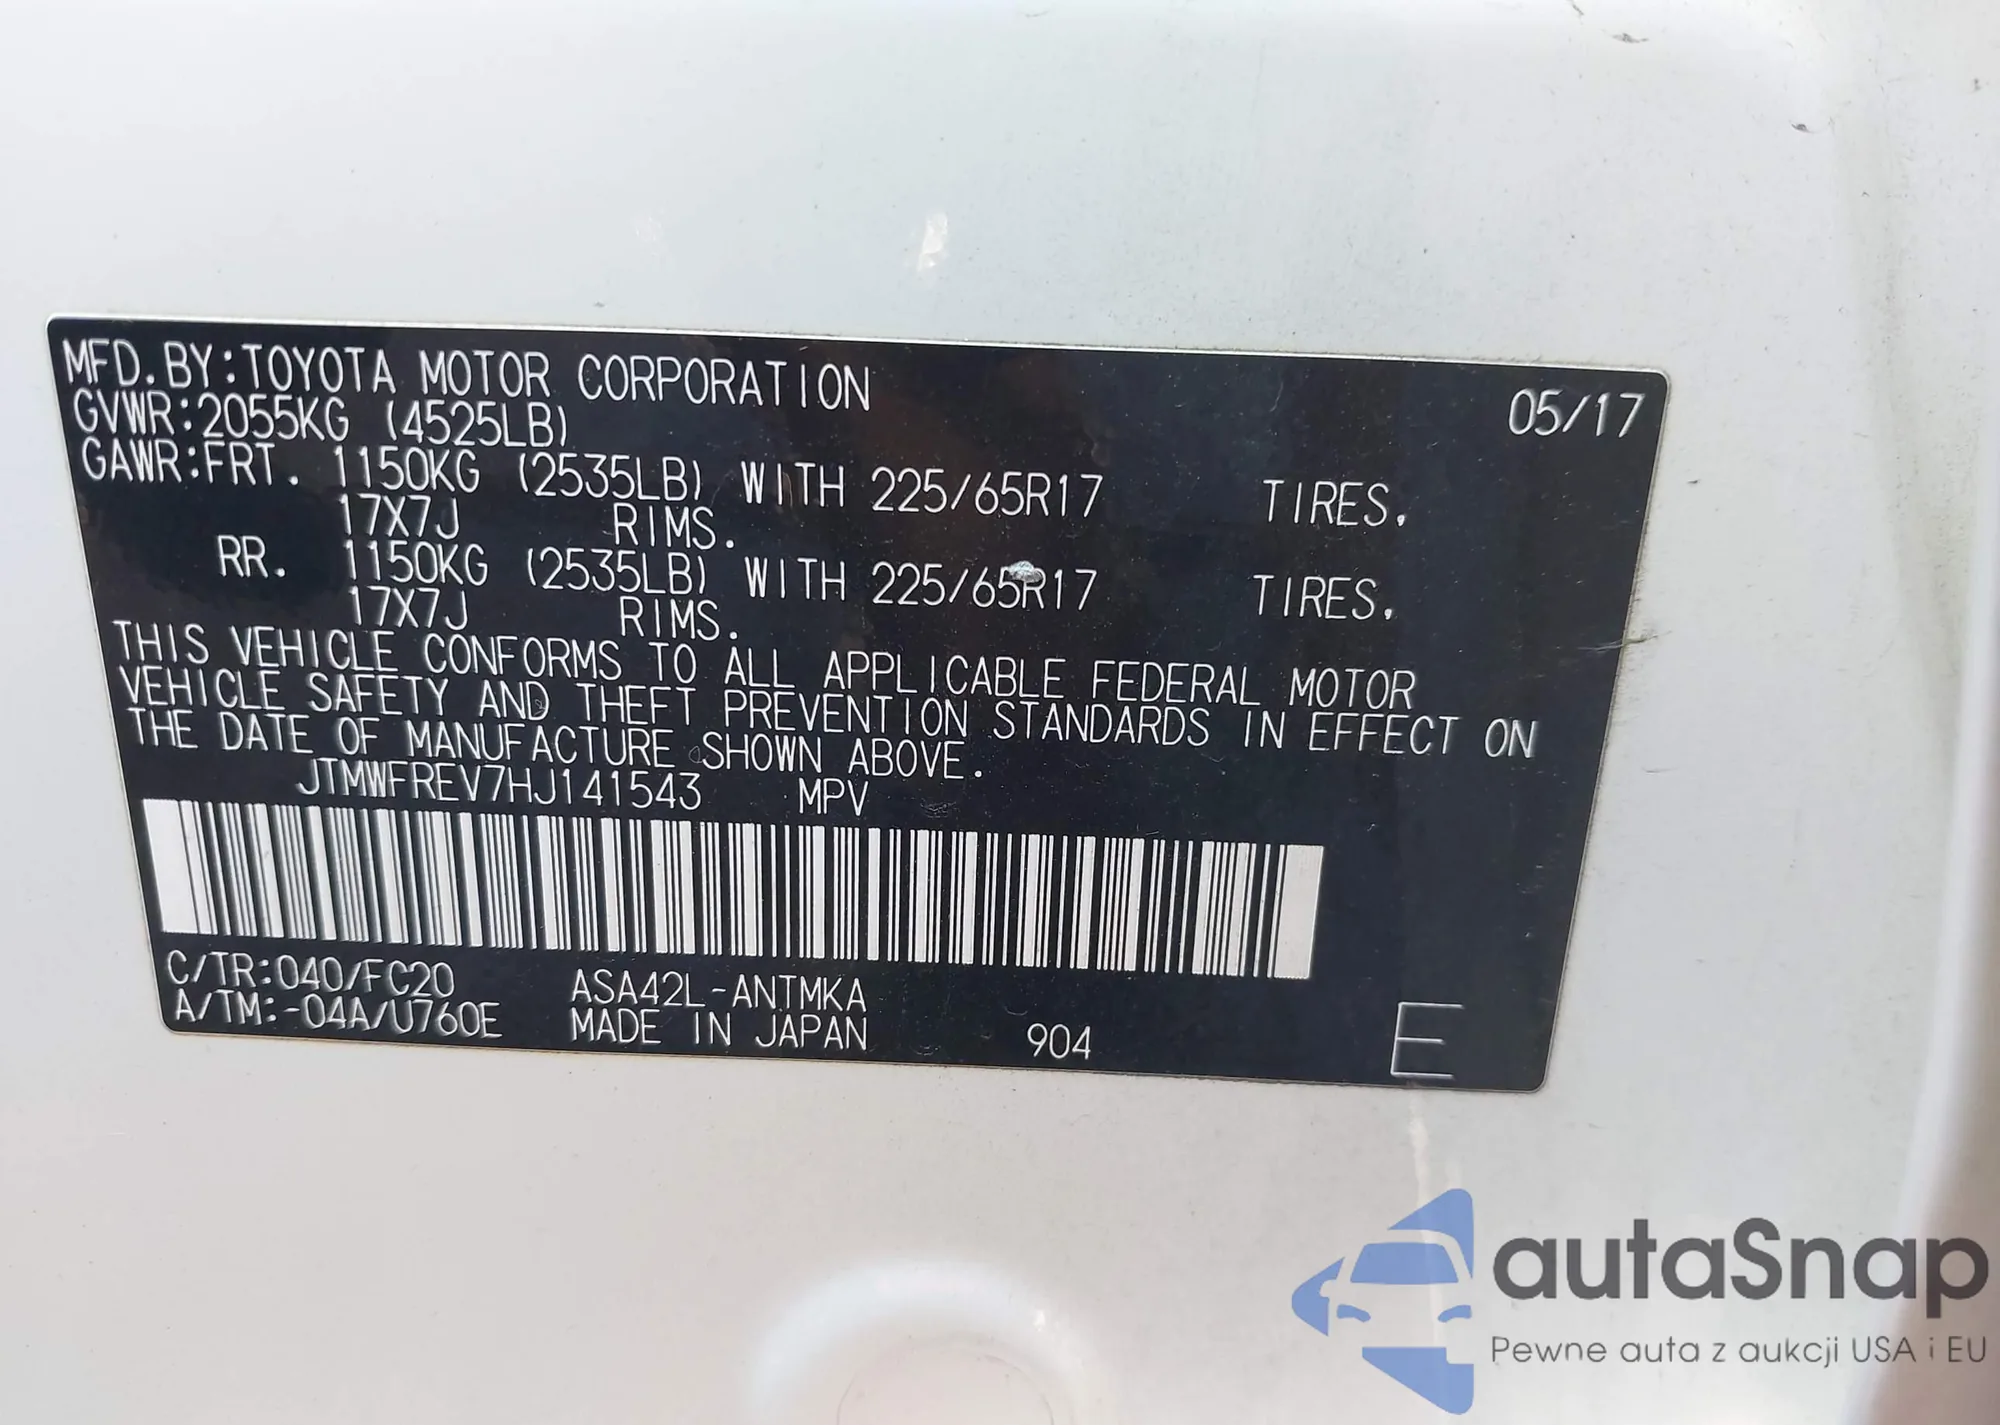 MFD.BY:TOYOTA MOTOR CORPORATION 05/17
GVWR:2055KG (4525LB)
GAWR:FRT. 1150KG (2535LB) WITH 225/65R17 TIRES.
17X7J RIMS.
RR. 1150KG (2535LB) WITH 225/65R17 TIRES.
17X7J RIMS.
THIS VEHICLE CONFORMS TO ALL APPLICABLE FEDERAL MOTOR
VEHICLE SAFETY AND THEFT PREVENTION STANDARDS IN EFFECT ON
THE DATE OF MANUFACTURE SHOWN ABOVE.
JTMWFREV7HJ141543 MPV
C/TR:040/FC20 ASA42L-ANTMKA
A/TM:-04A/U760E MADE IN JAPAN 904 E
autaSnap
Pewne auta z aukcji USA i EU